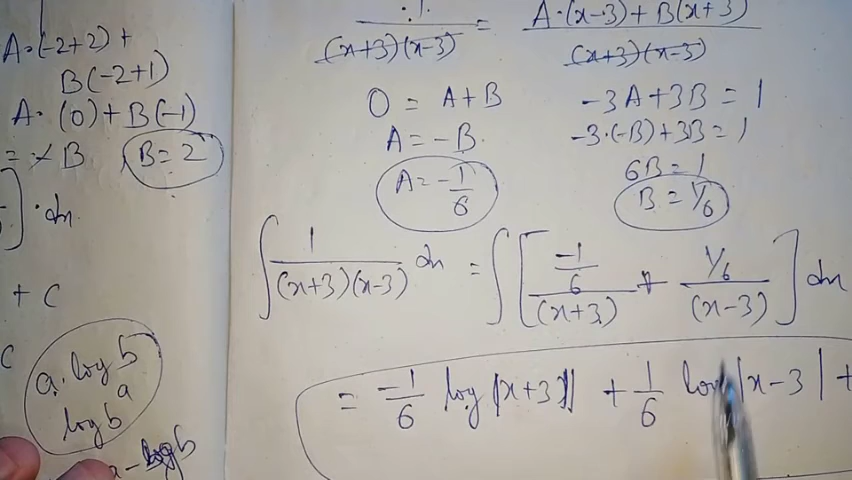 A·(-2+2) +
B(-2+1)
A·(0)+B(-1)
B=2
]·dx
+ C
C
a. log b
log b^a
1/((x+3)(x-3)) = (A·(x-3)+B(x+3))/((x+3)(x-3))
0 = A+B
-3A+3B=1
A=-B
-3·(-B)+3B=1
6B=1
A=-1/6
B=1/6
∫ 1/((x+3)(x-3)) dx = ∫[(-1/6)/(x+3) + (1/6)/(x-3)] dx
= -1/6 log|x+3| + 1/6 log|x-3| +